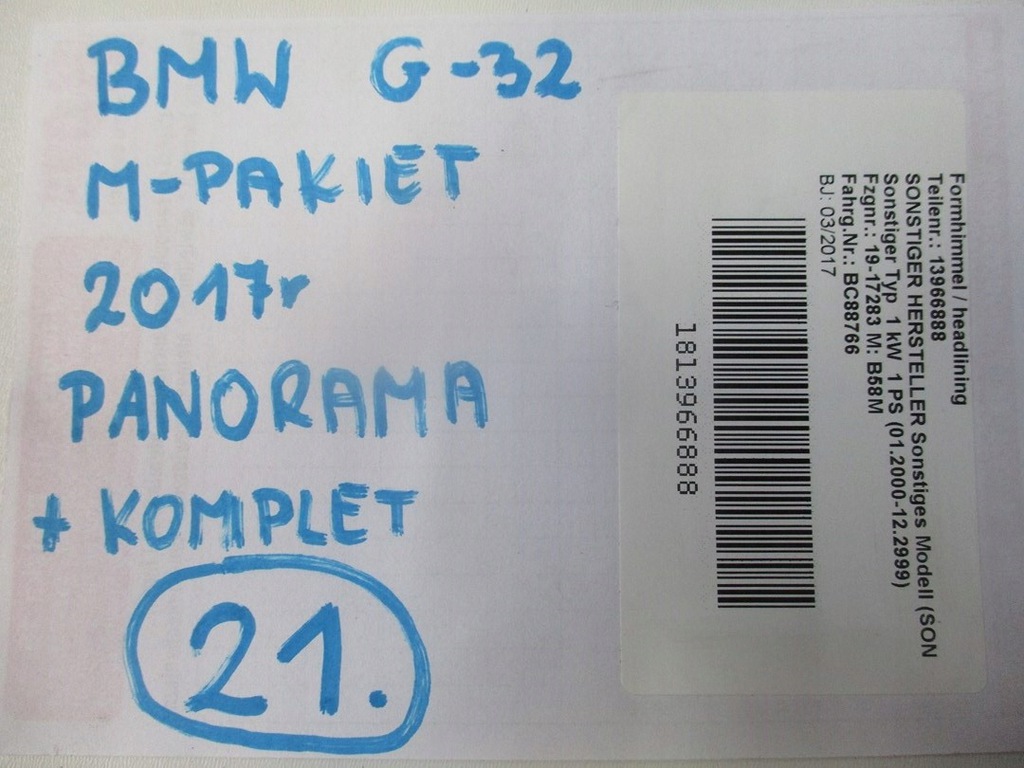 BMW G-32
M-PAKIET
2017r
PANORAMA
+ KOMPLET
21.
Formhimmel / headlining
Teilenr.: 13966888
SONSTIGER HERSTELLER Sonstiges Modell (SON
Sonstiger Typ 1 kW 1 PS (01.2000-12.2999)
Fzgnr.: 19-17283 M: B58M
Fahrg.Nr.: BC88766
BJ: 03/2017
1813966888